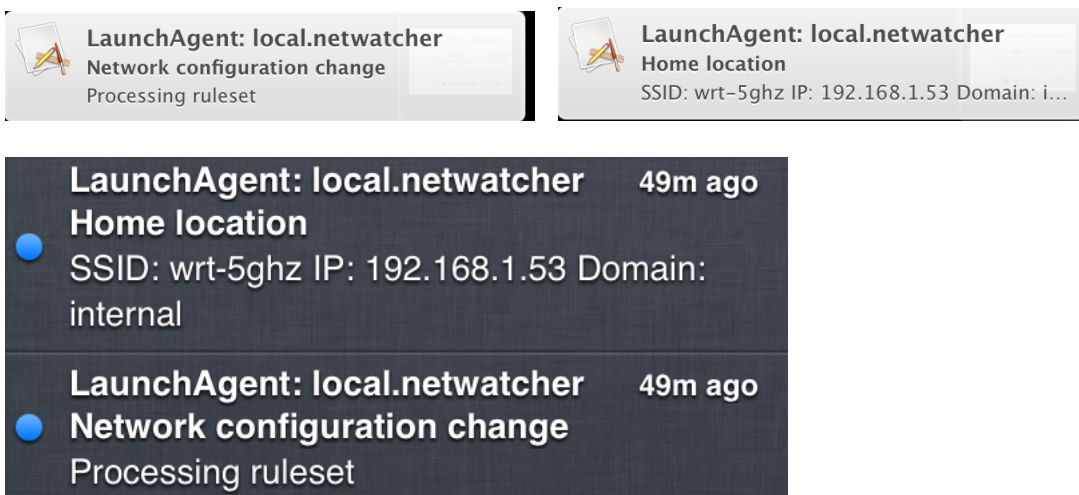 LaunchAgent: local.netwatcher
Network configuration change
Processing ruleset
LaunchAgent: local.netwatcher
Home location
SSID: wrt-5ghz IP: 192.168.1.53 Domain: i...
LaunchAgent: local.netwatcher 49m ago
Home location
SSID: wrt-5ghz IP: 192.168.1.53 Domain:
internal
LaunchAgent: local.netwatcher 49m ago
Network configuration change
Processing ruleset